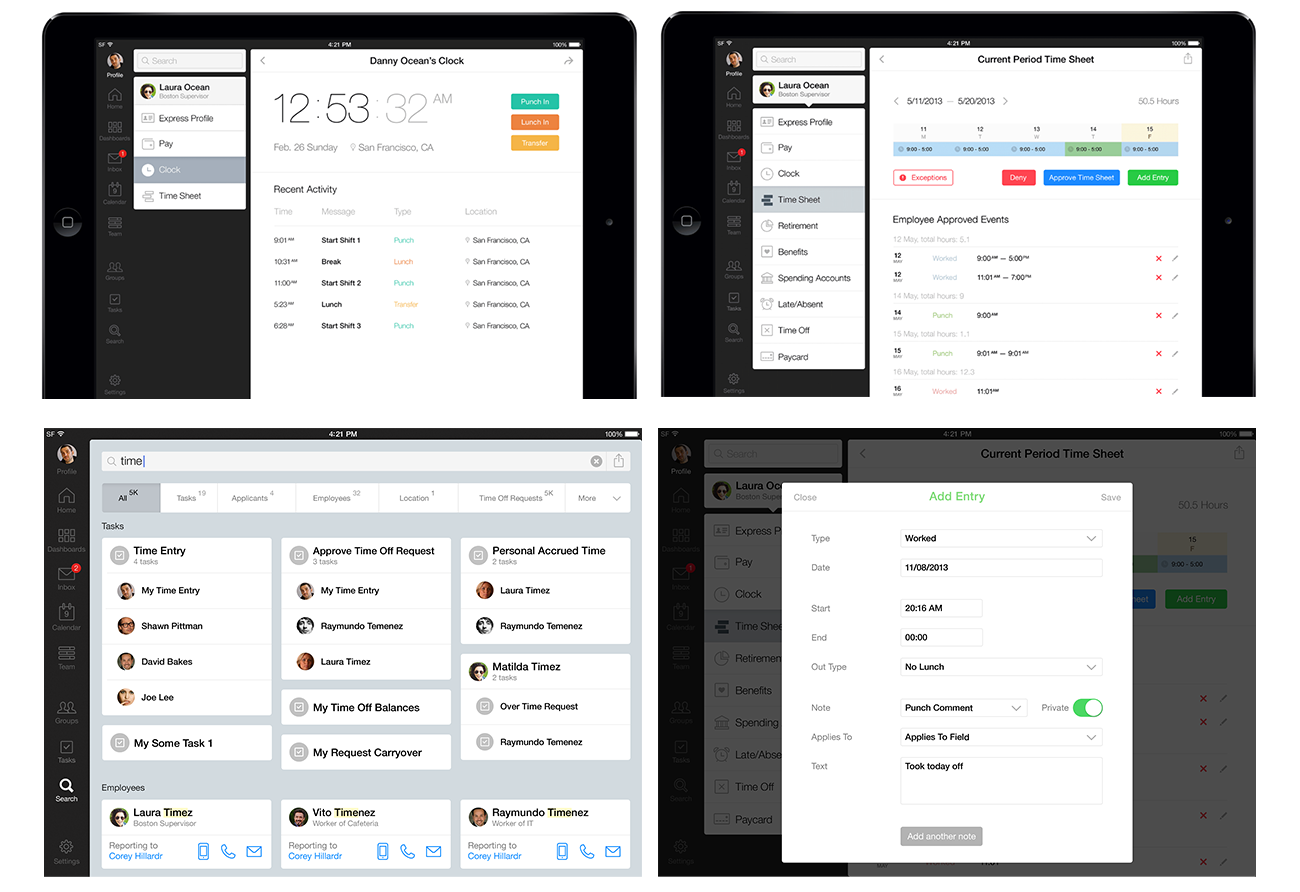 SF 4:21 PM 100%
Profile
Home
Dashboards
1
Inbox
9
Calendar
Team
Groups
Tasks
Search
Settings
Search
Laura Ocean
Boston Supervisor
Express Profile
Pay
Clock
Time Sheet
Danny Ocean's Clock
12:53:32 AM
Feb. 26 Sunday San Francisco, CA
Punch In
Lunch In
Transfer
Recent Activity
Time Message Type Location
9:01 AM Start Shift 1 Punch San Francisco, CA
10:31 AM Break Lunch San Francisco, CA
11:00 AM Start Shift 2 Punch San Francisco, CA
5:23 AM Lunch Transfer San Francisco, CA
6:28 AM Start Shift 3 Punch San Francisco, CA
SF 4:21 PM 100%
Profile
Home
Dashboards
1
Inbox
9
Calendar
Team
Groups
Tasks
Search
Settings
Search
Laura Ocean
Boston Supervisor
Express Profile
Pay
Clock
Time Sheet
Retirement
Benefits
Spending Accounts
Late/Absent
Time Off
Paycard
Current Period Time Sheet
5/11/2013 — 5/20/2013 50.5 Hours
11 12 13 14 15
M T W T F
9:00 - 5:00 9:00 - 5:00 9:00 - 5:00 9:00 - 5:00 9:00 - 5:00
Exceptions Deny Approve Time Sheet Add Entry
Employee Approved Events
12 May, total hours: 5.1
12 MAY Worked 9:00 AM — 5:00 PM
12 MAY Worked 11:01 AM — 7:00 PM
14 May, total hours: 9
14 MAY Punch 9:00 AM
15 May, total hours: 1.1
15 MAY Punch 9:01 AM — 9:01 AM
16 May, total hours: 12.3
16 MAY Worked 11:01 AM
SF 4:21 PM 100%
Profile
Home
Dashboards
2
Inbox
9
Calendar
Team
Groups
Tasks
Search
Settings
time
All 5K Tasks 19 Applicants 4 Employees 32 Location 1 Time Off Requests 5K More
Tasks
Time Entry
4 tasks
My Time Entry
Shawn Pittman
David Bakes
Joe Lee
My Some Task 1
Approve Time Off Request
3 tasks
My Time Entry
Raymundo Temenez
Laura Timez
My Time Off Balances
My Request Carryover
Personal Accrued Time
Laura Timez
Raymundo Temenez
Matilda Timez
2 tasks
Over Time Request
Raymundo Temenez
Employees
Laura Timez
Boston Supervisor
Reporting to
Corey Hillardr
Vito Timenez
Worker of Cafeteria
Reporting to
Corey Hillardr
Raymundo Timenez
Worker of IT
Reporting to
Corey Hillardr
SF 4:21 PM 100%
Profile
Home
Dashboards
1
Inbox
9
Calendar
Team
Groups
Tasks
Search
Settings
Search
Laura Oc
Boston Supe
Express P
Pay
Clock
Time Shee
Retiremen
Benefits
Spending
Late/Abse
Time Off
Paycard
Current Period Time Sheet
50.5 Hours
15
F
9:00 - 5:00
heet Add Entry
Close Add Entry Save
Type Worked
Date 11/08/2013
Start 20:16 AM
End 00:00
Out Type No Lunch
Note Punch Comment Private
Applies To Applies To Field
Text Took today off
Add another note